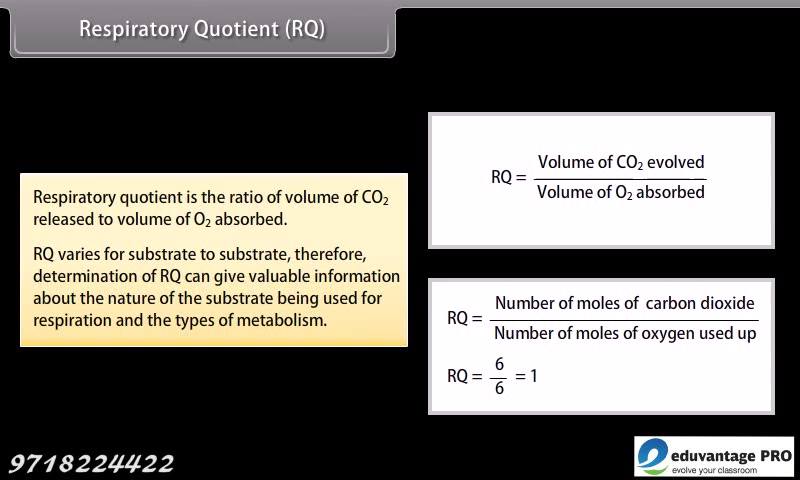 Respiratory Quotient (RQ)
Respiratory quotient is the ratio of volume of CO₂
released to volume of O₂ absorbed.
RQ varies for substrate to substrate, therefore,
determination of RQ can give valuable information
about the nature of the substrate being used for
respiration and the types of metabolism.
RQ = Volume of CO₂ evolved
Volume of O₂ absorbed
RQ = Number of moles of carbon dioxide
Number of moles of oxygen used up
RQ = 6/6 = 1
9718224422
eduvantage PRO
evolve your classroom